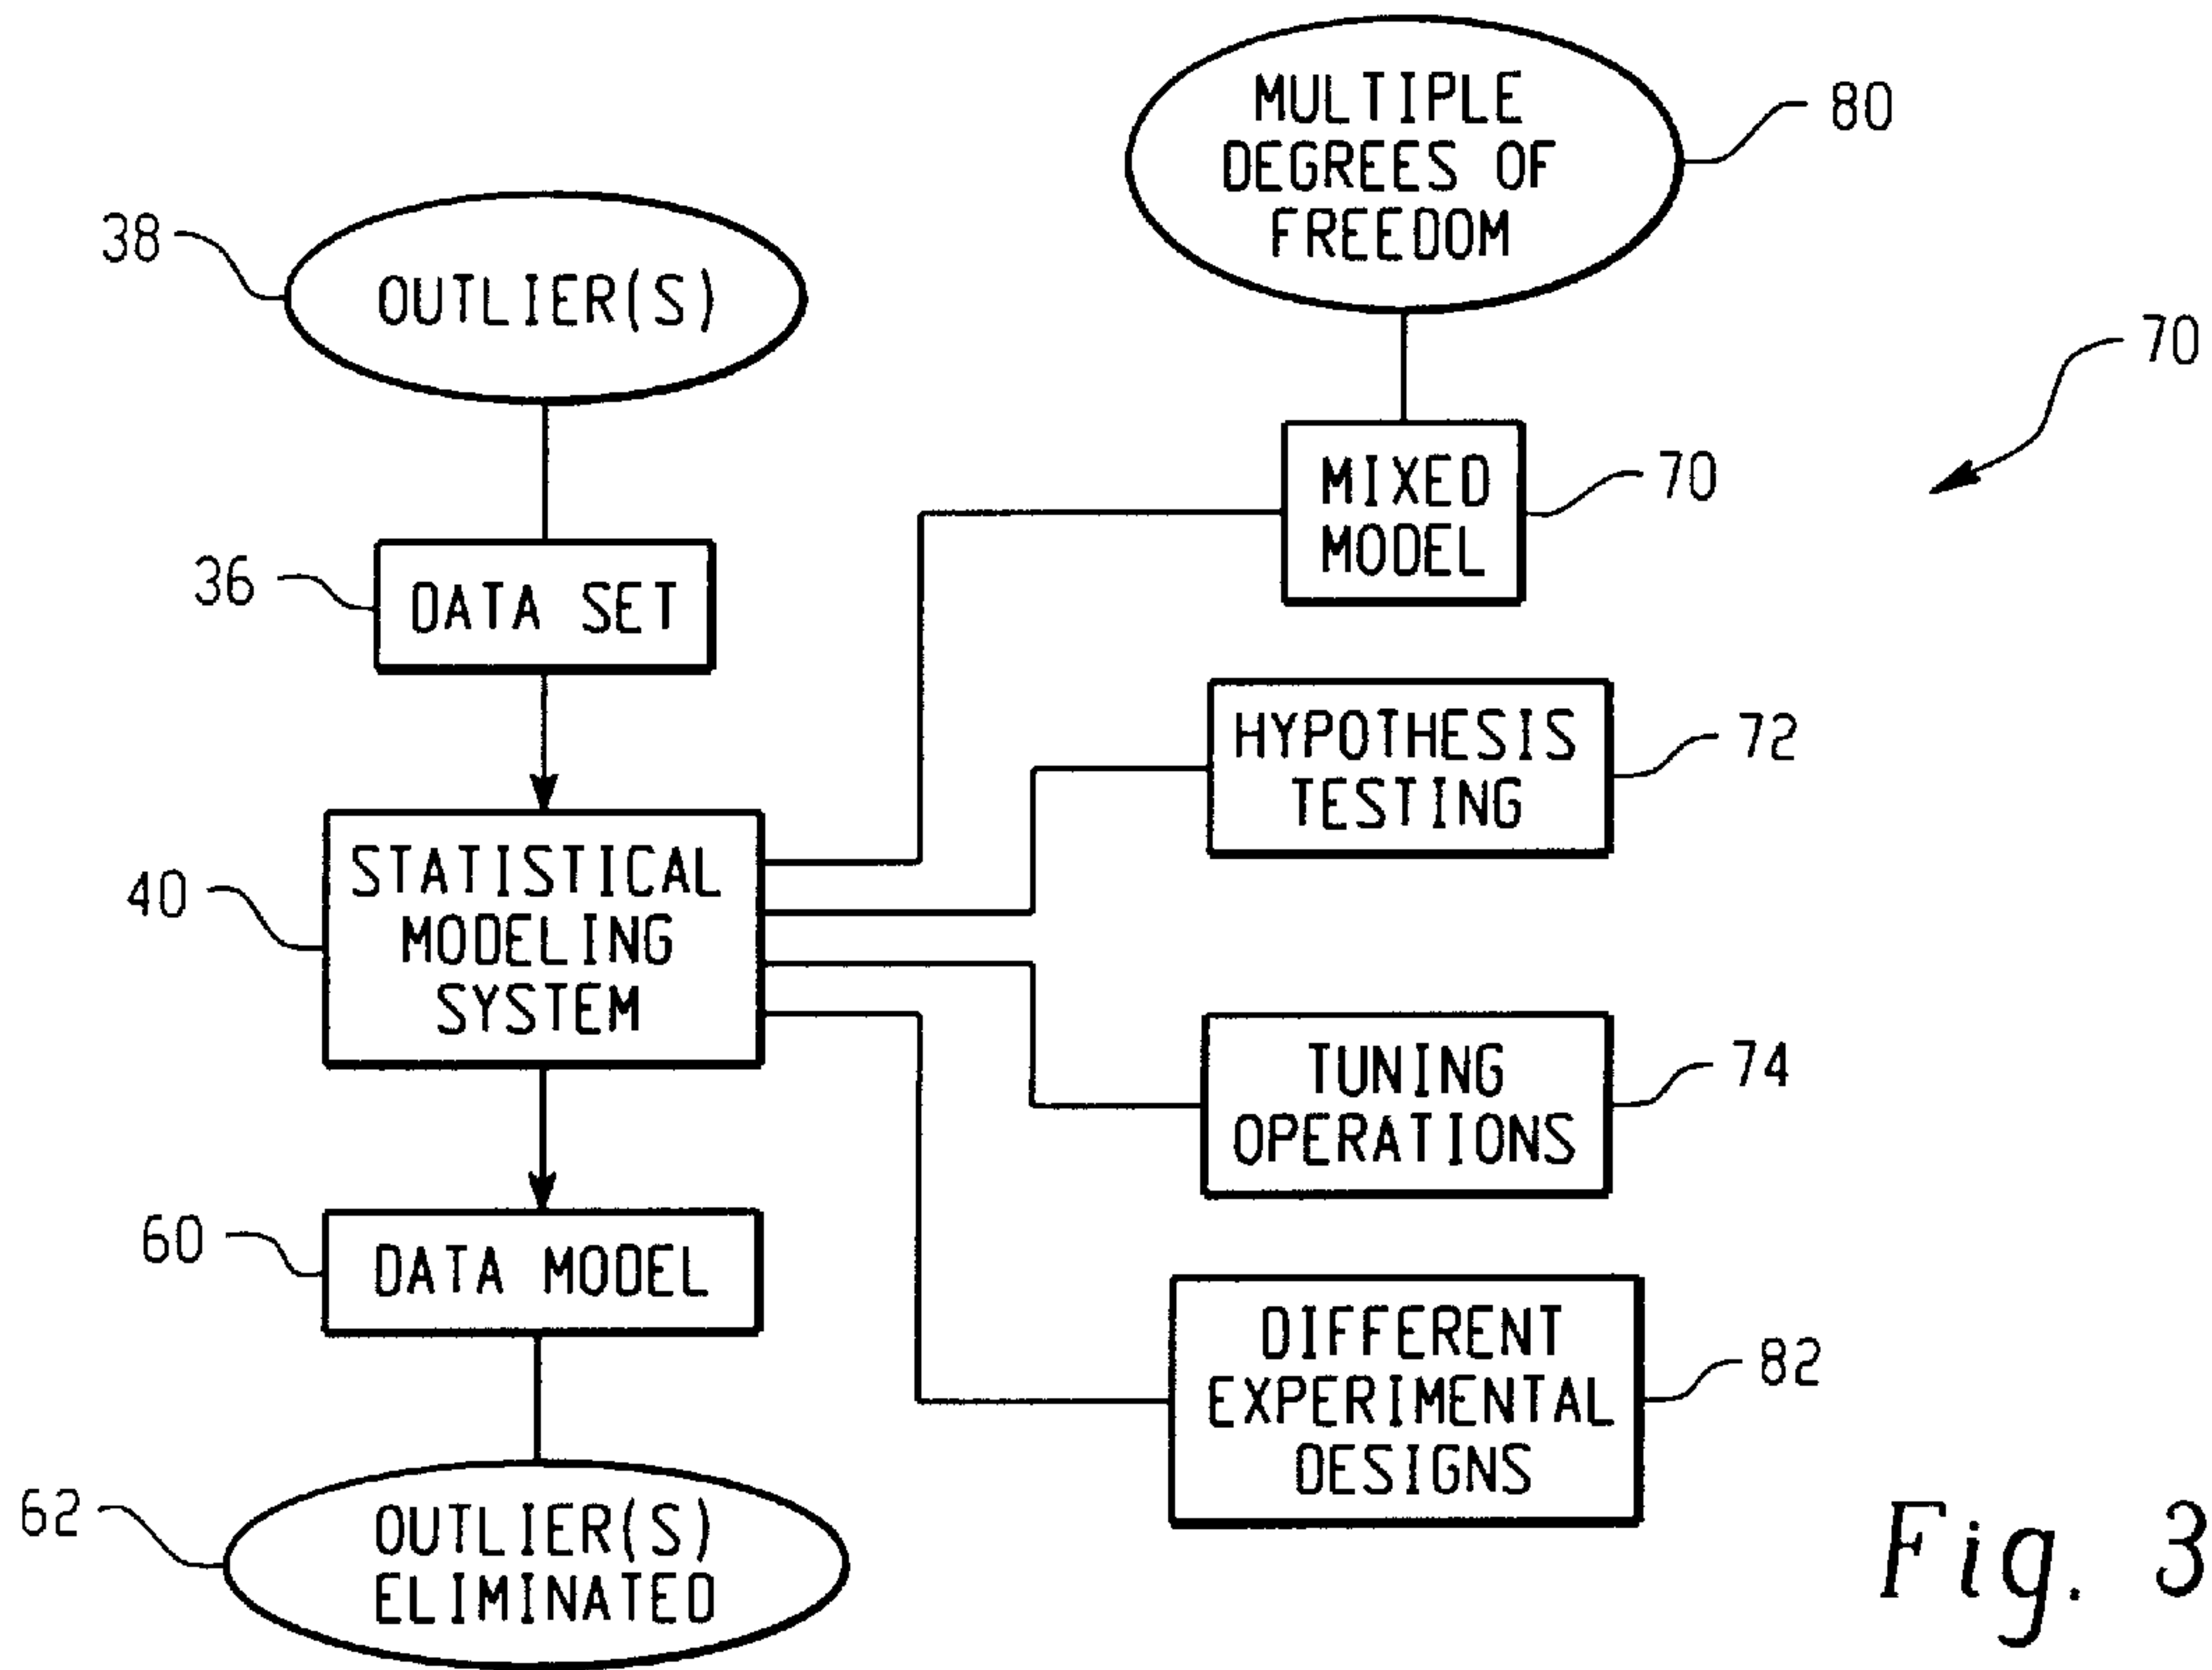 MULTIPLE
DEGREES OF
FREEDOM
80
38
OUTLIER(S)
70
MIXED
MODEL
70
36
DATA SET
HYPOTHESIS
TESTING
72
40
STATISTICAL
MODELING
SYSTEM
TUNING
OPERATIONS
74
60
DATA MODEL
DIFFERENT
EXPERIMENTAL
DESIGNS
82
62
OUTLIER(S)
ELIMINATED
Fig. 3